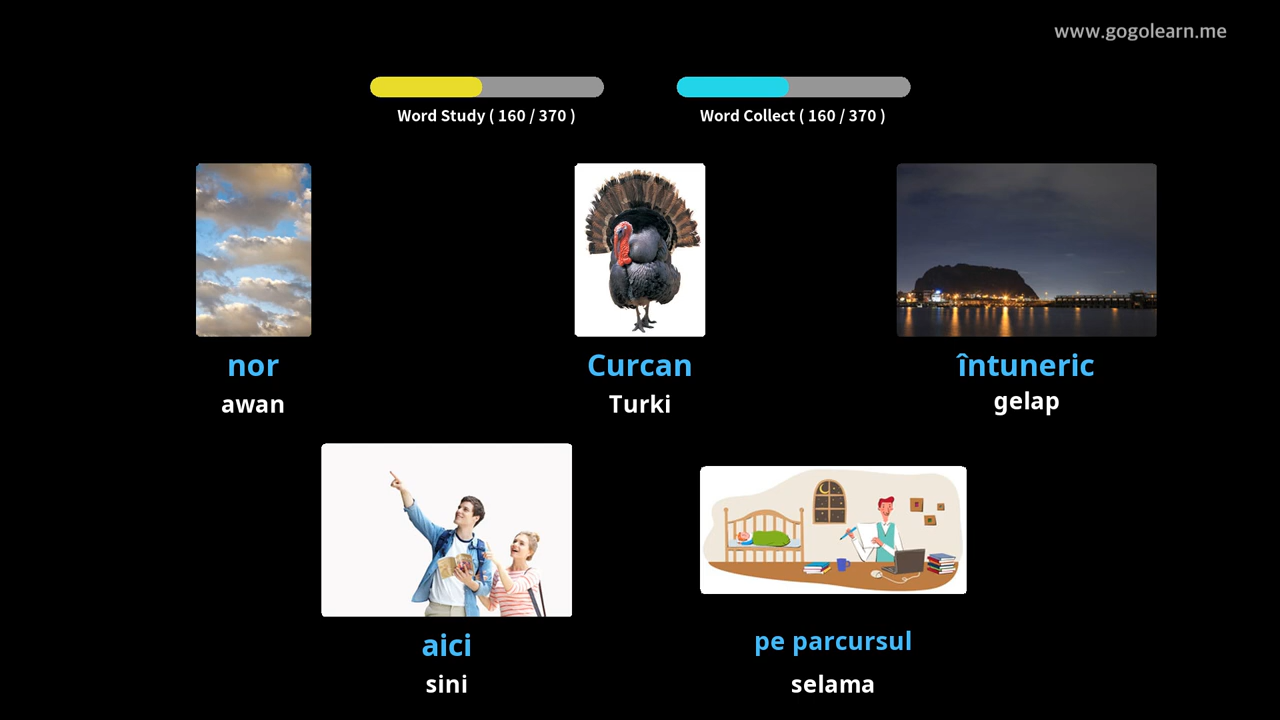 www.gogolearn.me
Word Study ( 160 / 370 )
Word Collect ( 160 / 370 )
nor
awan
Curcan
Turki
întuneric
gelap
aici
sini
pe parcursul
selama